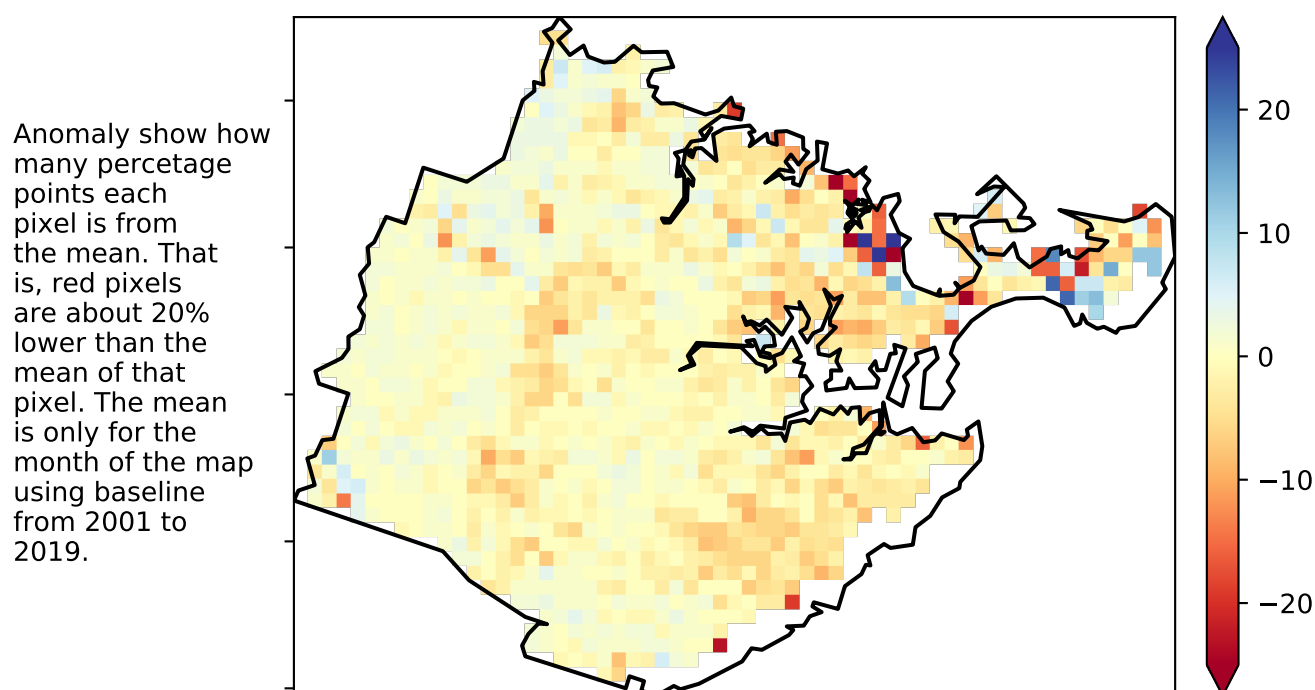 Anomaly show how
many percetage
points each
pixel is from
the mean. That
is, red pixels
are about 20%
lower than the
mean of that
pixel. The mean
is only for the
month of the map
using baseline
from 2001 to
2019.
20
10
0
−10
−20